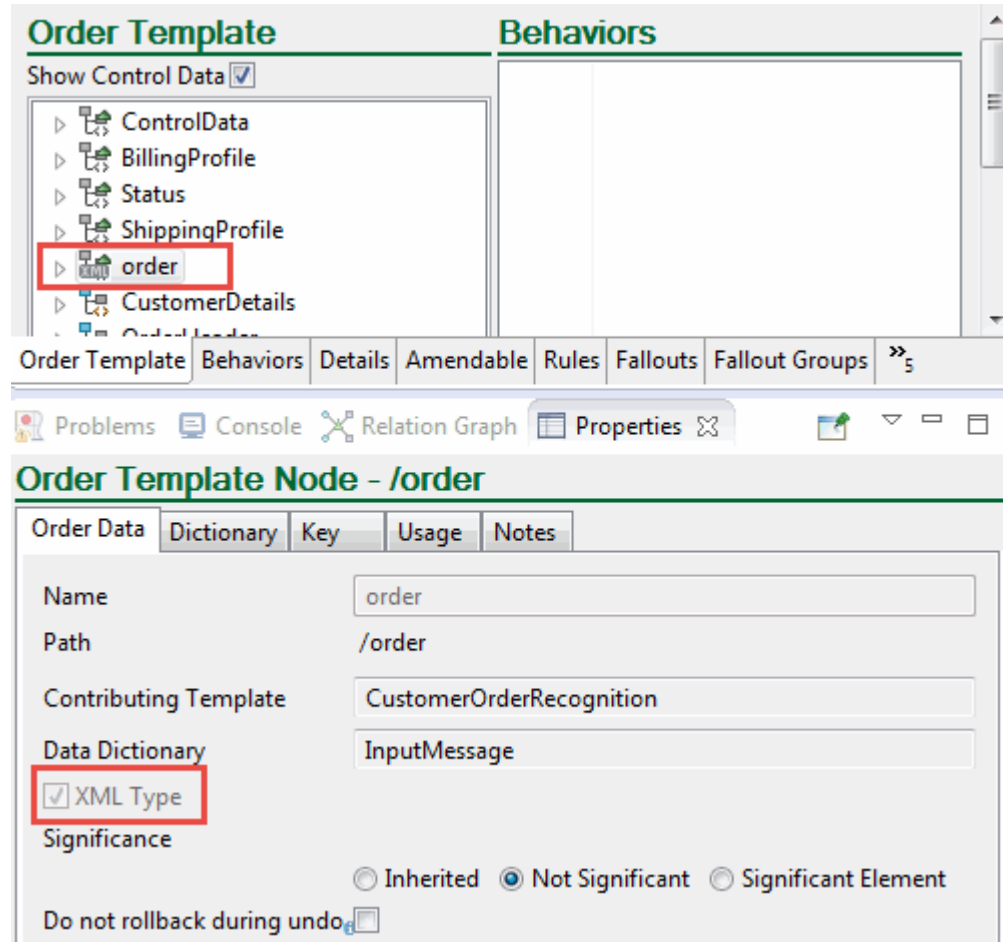 Order Template
Behaviors
Show Control Data
ControlData
BillingProfile
Status
ShippingProfile
XML order
CustomerDetails
OrderHeader
Order Template Behaviors Details Amendable Rules Fallouts Fallout Groups »5
Problems Console Relation Graph Properties
Order Template Node - /order
Order Data Dictionary Key Usage Notes
Name order
Path /order
Contributing Template CustomerOrderRecognition
Data Dictionary InputMessage
XML Type
Significance
Inherited Not Significant Significant Element
Do not rollback during undo